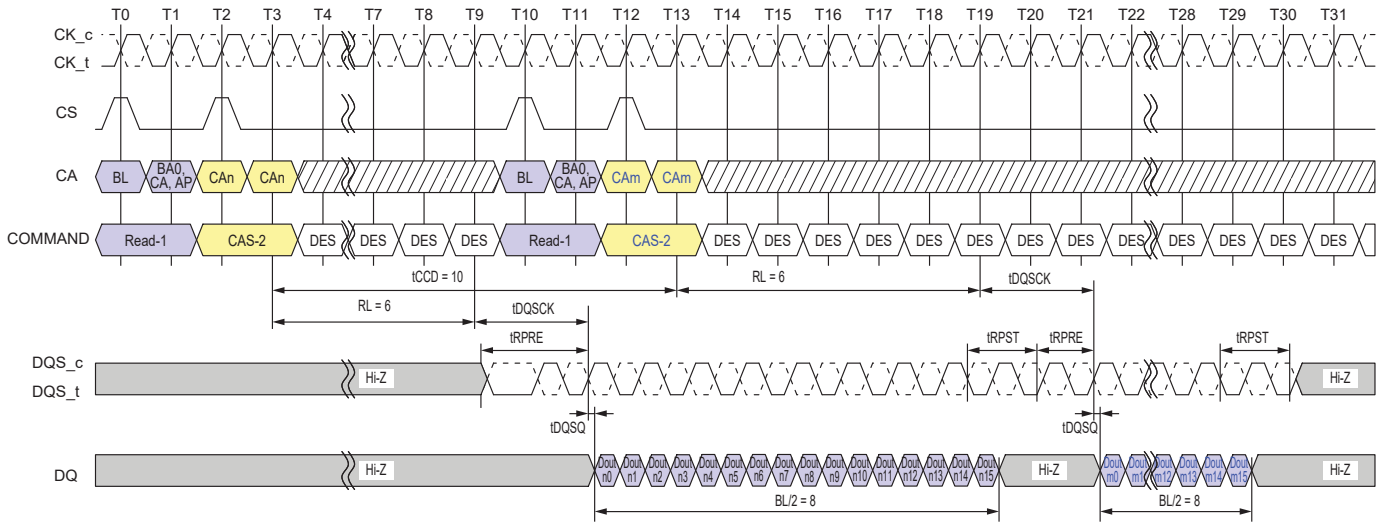 T0 T1 T2 T3 T4 T7 T8 T9 T10 T11 T12 T13 T14 T15 T16 T17 T18 T19 T20 T21 T22 T28 T29 T30 T31
CK_c
CK_t
CS
CA BL BA0, CA, AP CAn CAn BL BA0, CA, AP CAm CAm
COMMAND Read-1 CAS-2 DES DES DES DES Read-1 CAS-2 DES DES DES DES DES DES DES DES DES DES DES DES DES
tCCD = 10 RL = 6 tDQSCK
RL = 6 tDQSCK
tRPRE tRPST tRPRE tRPST
DQS_c
DQS_t
Hi-Z Hi-Z
tDQSQ tDQSQ
DQ Hi-Z Dout n0 Dout n1 Dout n2 Dout n3 Dout n4 Dout n5 Dout n6 Dout n7 Dout n8 Dout n9 Dout n10 Dout n11 Dout n12 Dout n13 Dout n14 Dout n15 Hi-Z Dout m0 Dout m1 Dout m12 Dout m13 Dout m14 Dout m15 Hi-Z
BL/2 = 8 BL/2 = 8